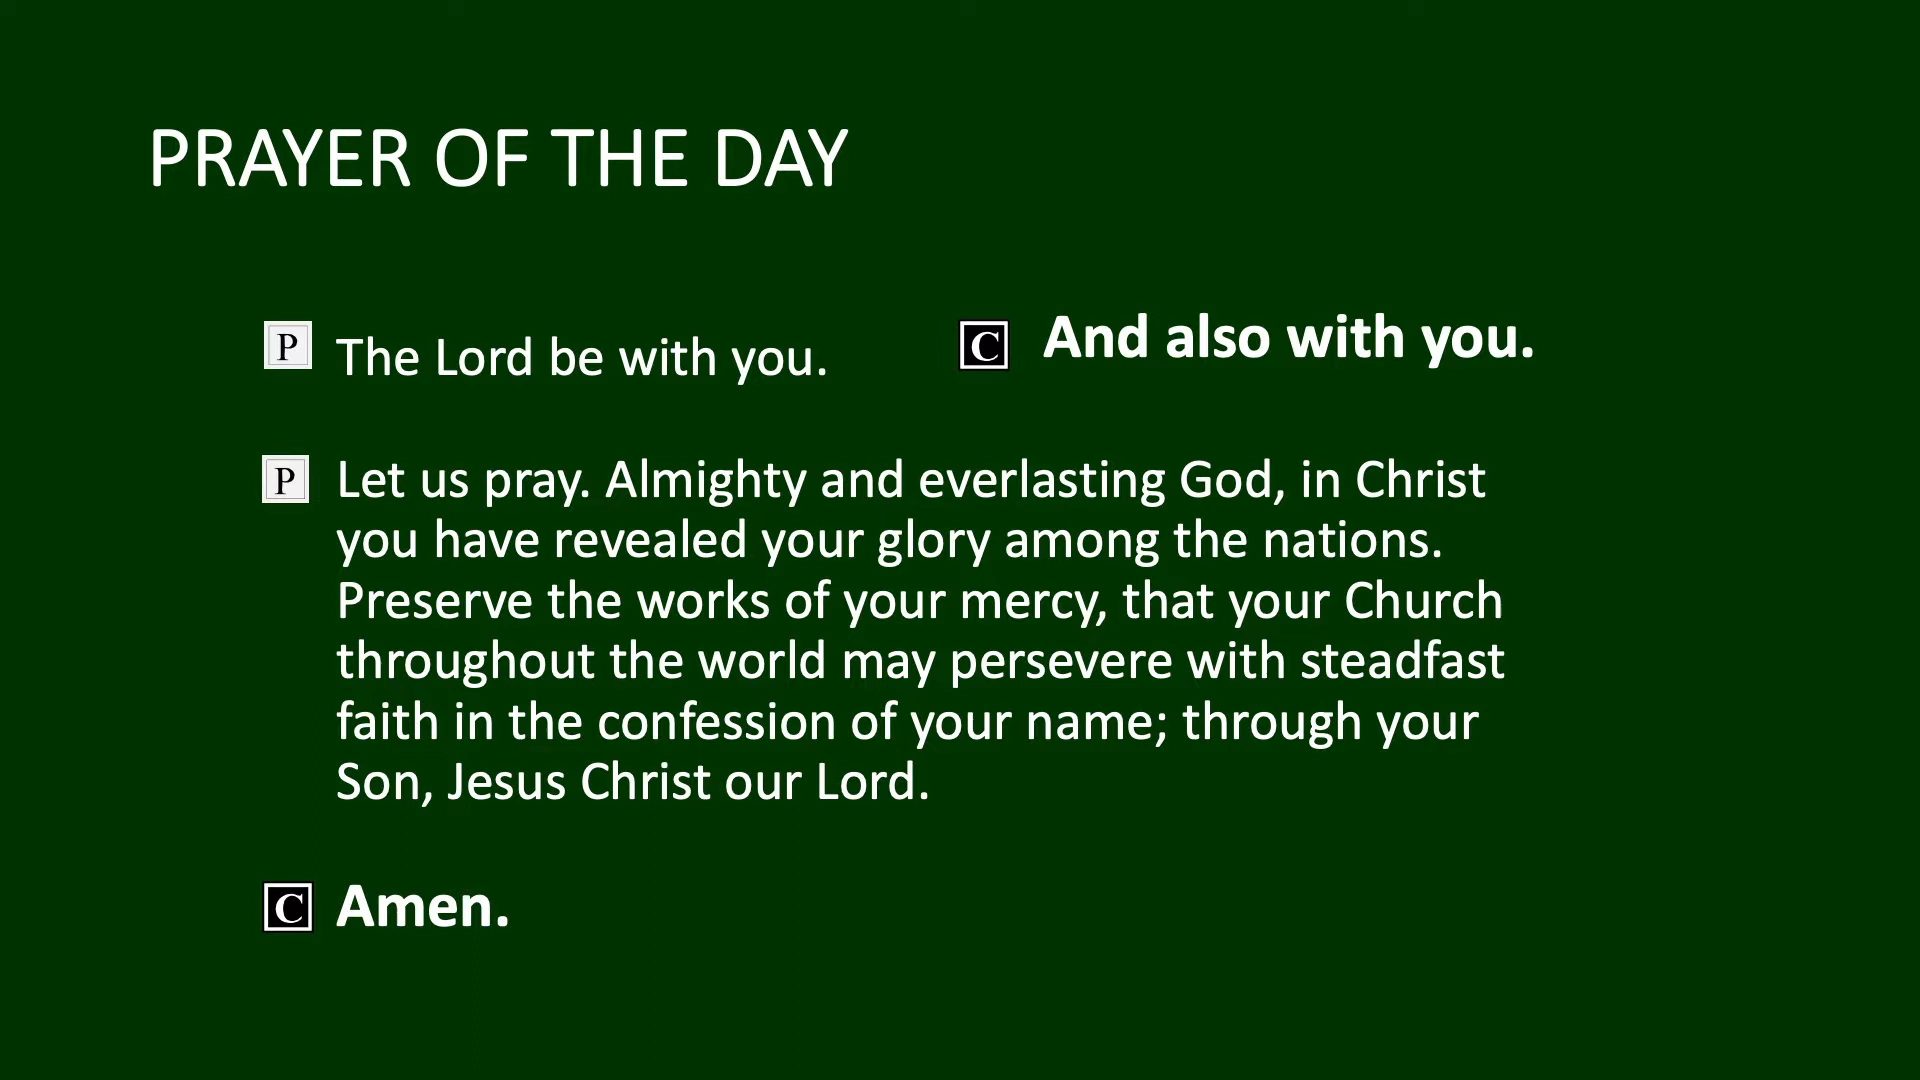 PRAYER OF THE DAY
P The Lord be with you. C And also with you.
P Let us pray. Almighty and everlasting God, in Christ
you have revealed your glory among the nations.
Preserve the works of your mercy, that your Church
throughout the world may persevere with steadfast
faith in the confession of your name; through your
Son, Jesus Christ our Lord.
C Amen.